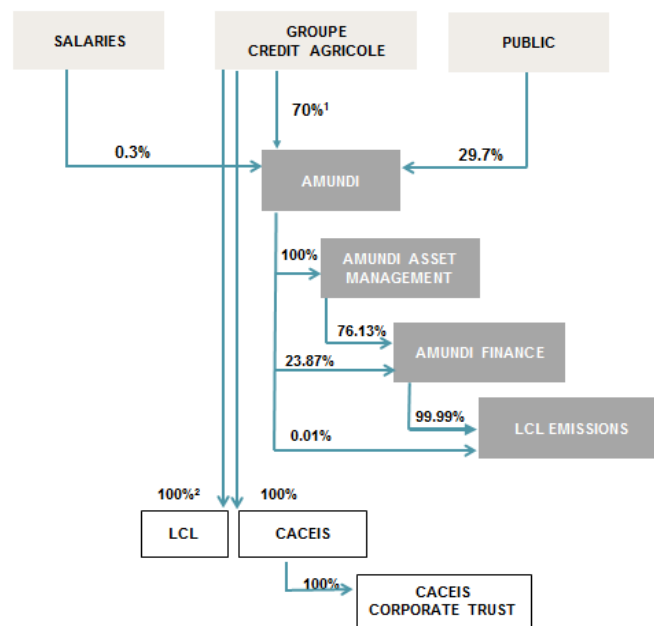 SALARIES
GROUPE
CREDIT AGRICOLE
PUBLIC
70%¹
0.3%
29.7%
AMUNDI
100%
AMUNDI ASSET
MANAGEMENT
76.13%
AMUNDI FINANCE
23.87%
99.99%
LCL EMISSIONS
0.01%
100%²
100%
LCL
CACEIS
100%
CACEIS
CORPORATE TRUST